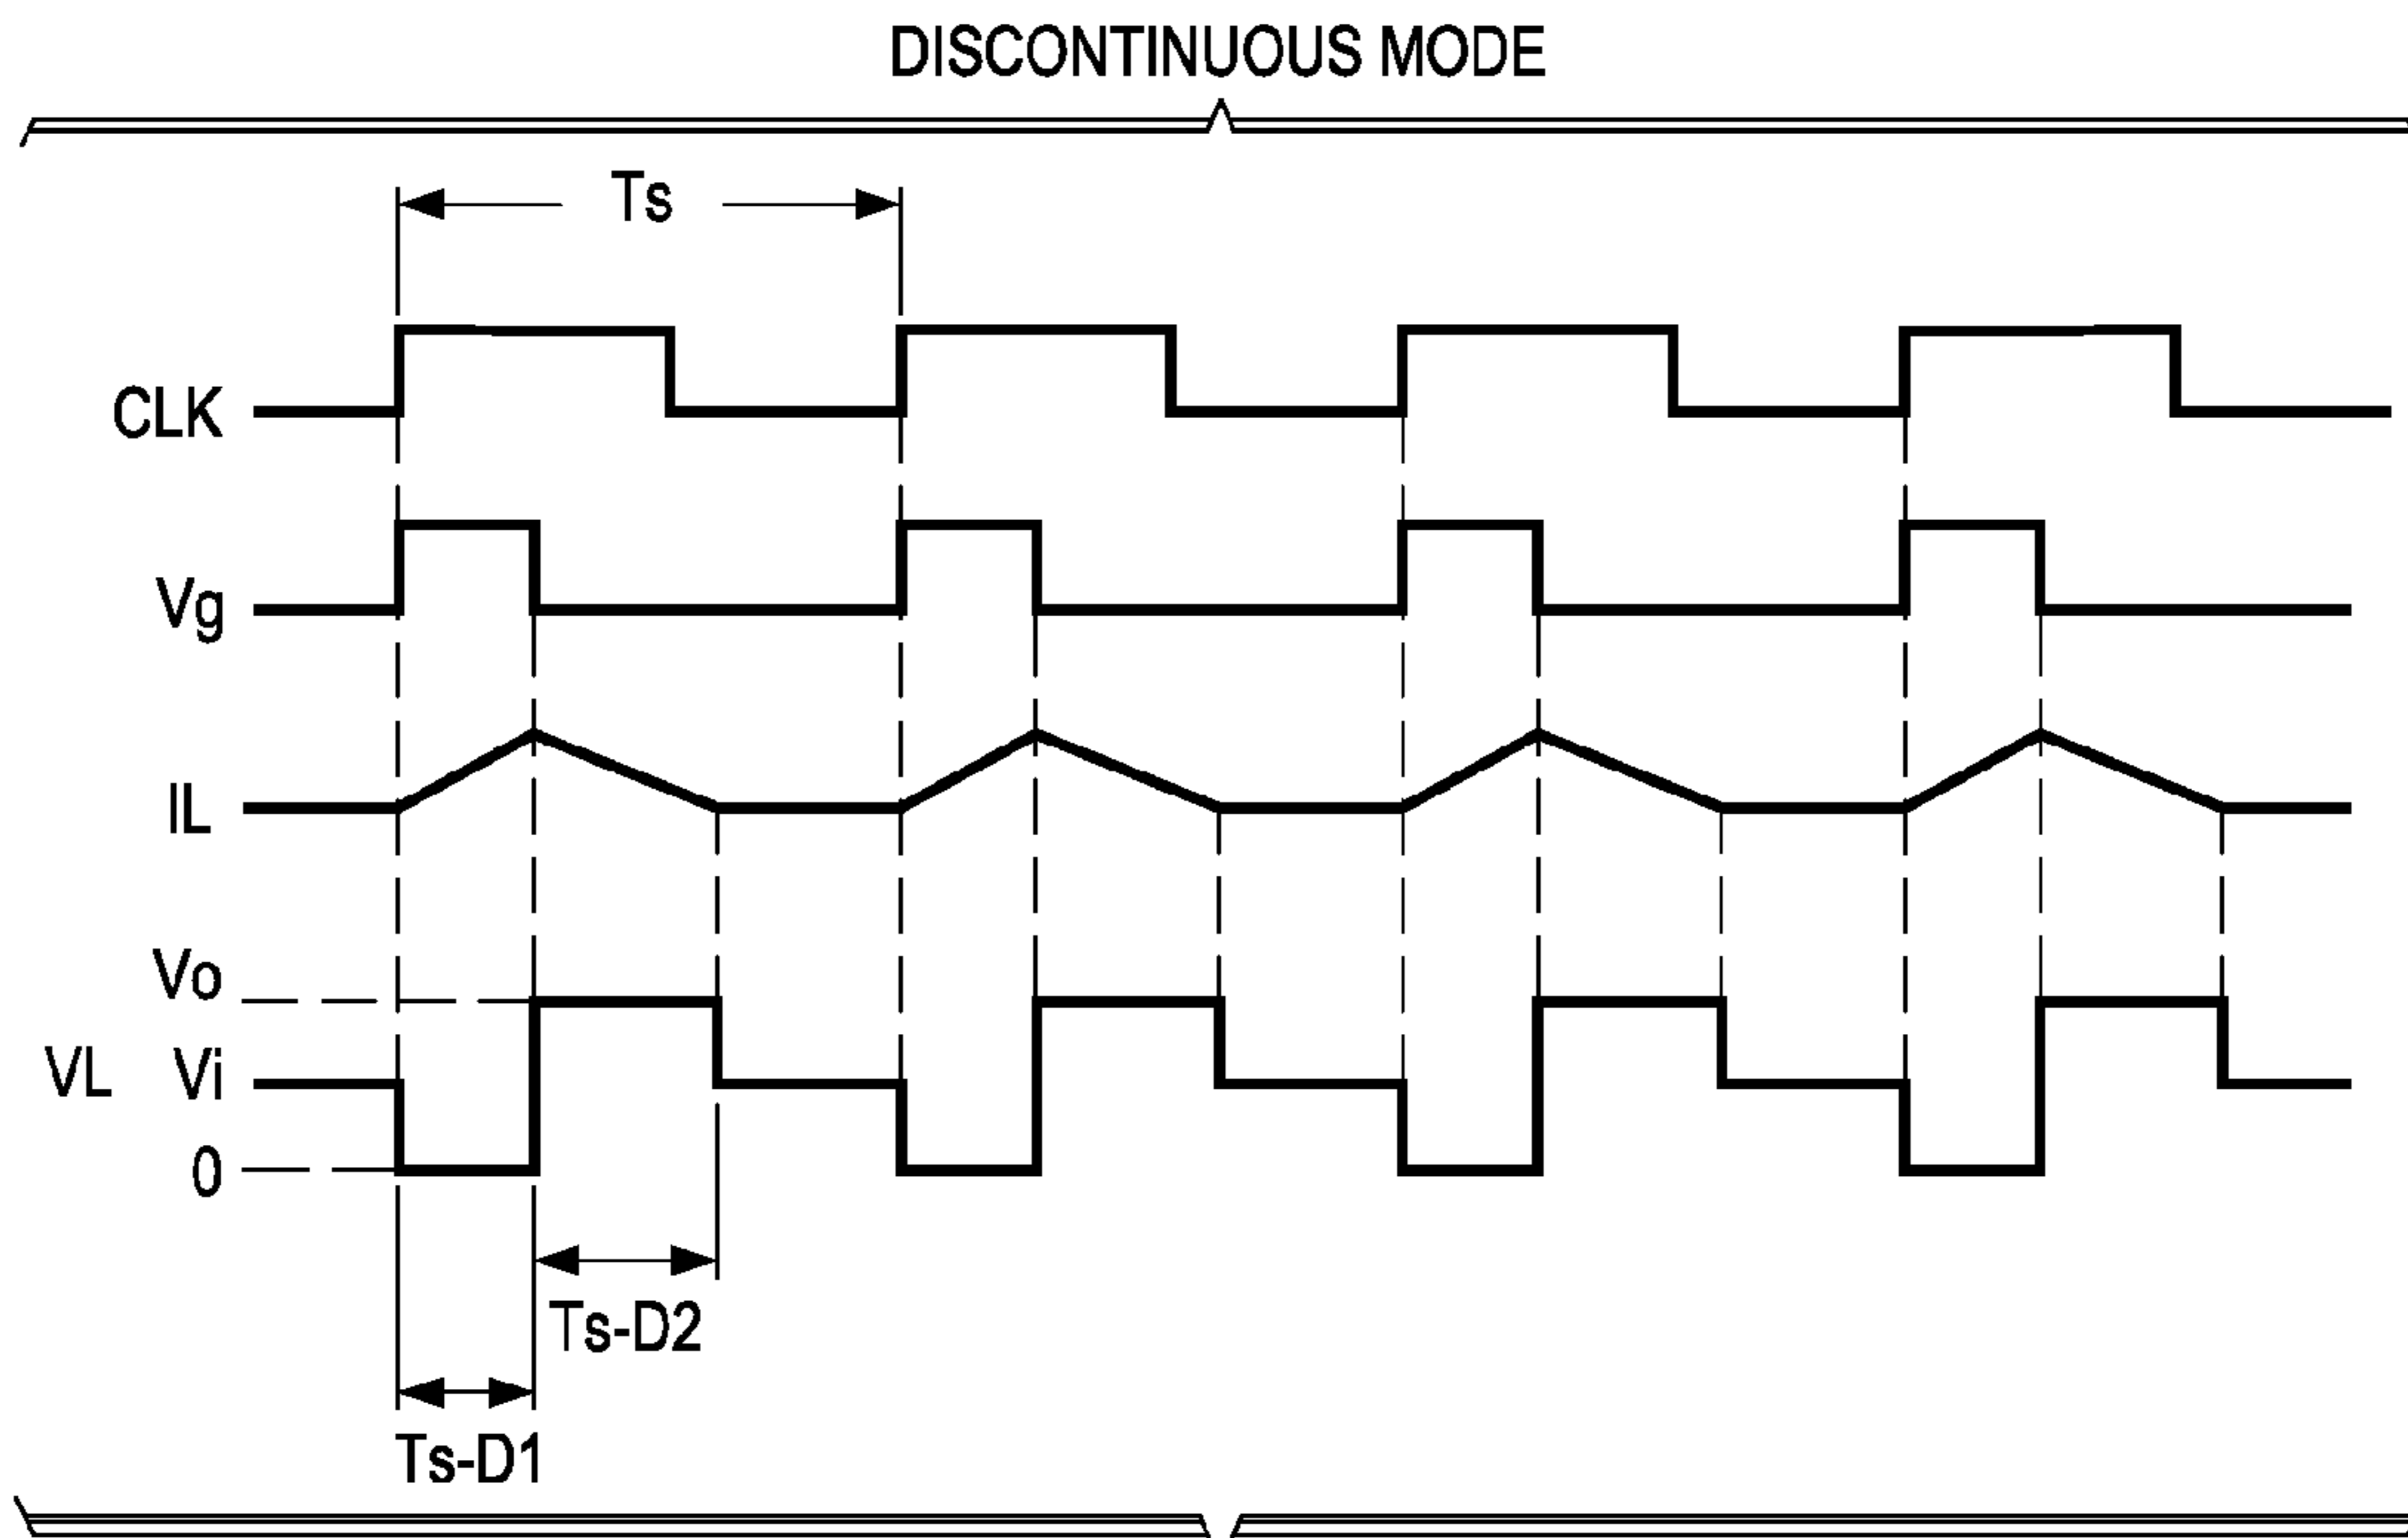 DISCONTINUOUS MODE
Ts
CLK
Vg
IL
Vo
VL Vi
0
Ts-D2
Ts-D1